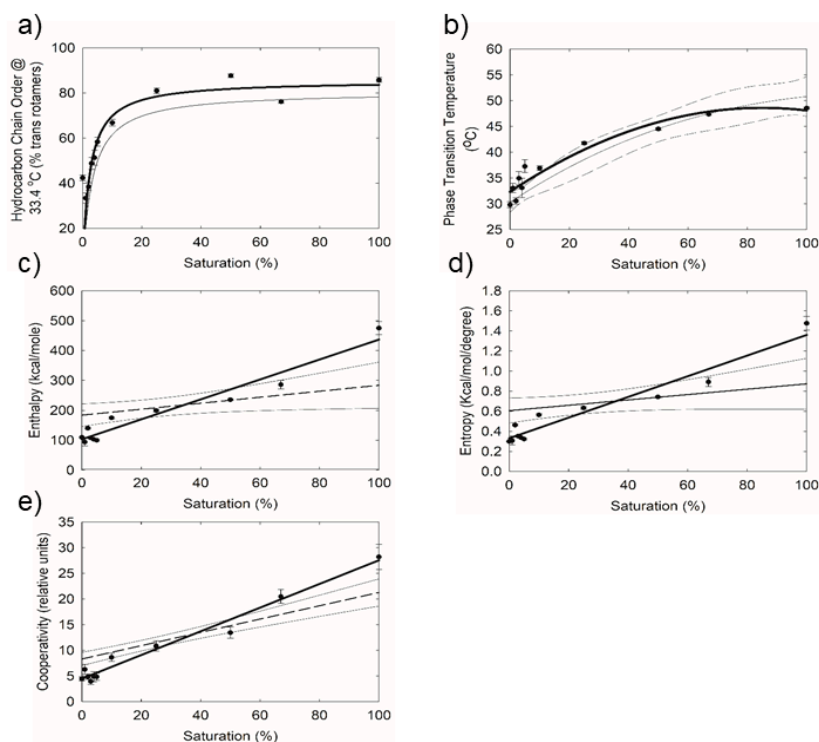 a)
Hydrocarbon Chain Order @
33.4 °C (% trans rotamers)
100
80
60
40
20
0 20 40 60 80 100
Saturation (%)
b)
Phase Transition Temperature
(°C)
60
55
50
45
40
35
30
25
0 20 40 60 80 100
Saturation (%)
c)
Enthalpy (kcal/mole)
600
500
400
300
200
100
0
0 20 40 60 80 100
Saturation (%)
d)
Entropy (Kcal/mol/degree)
1.8
1.6
1.4
1.2
1.0
0.8
0.6
0.4
0.2
0.0
0 20 40 60 80 100
Saturation (%)
e)
Cooperativity (relative units)
35
30
25
20
15
10
5
0
0 20 40 60 80 100
Saturation (%)